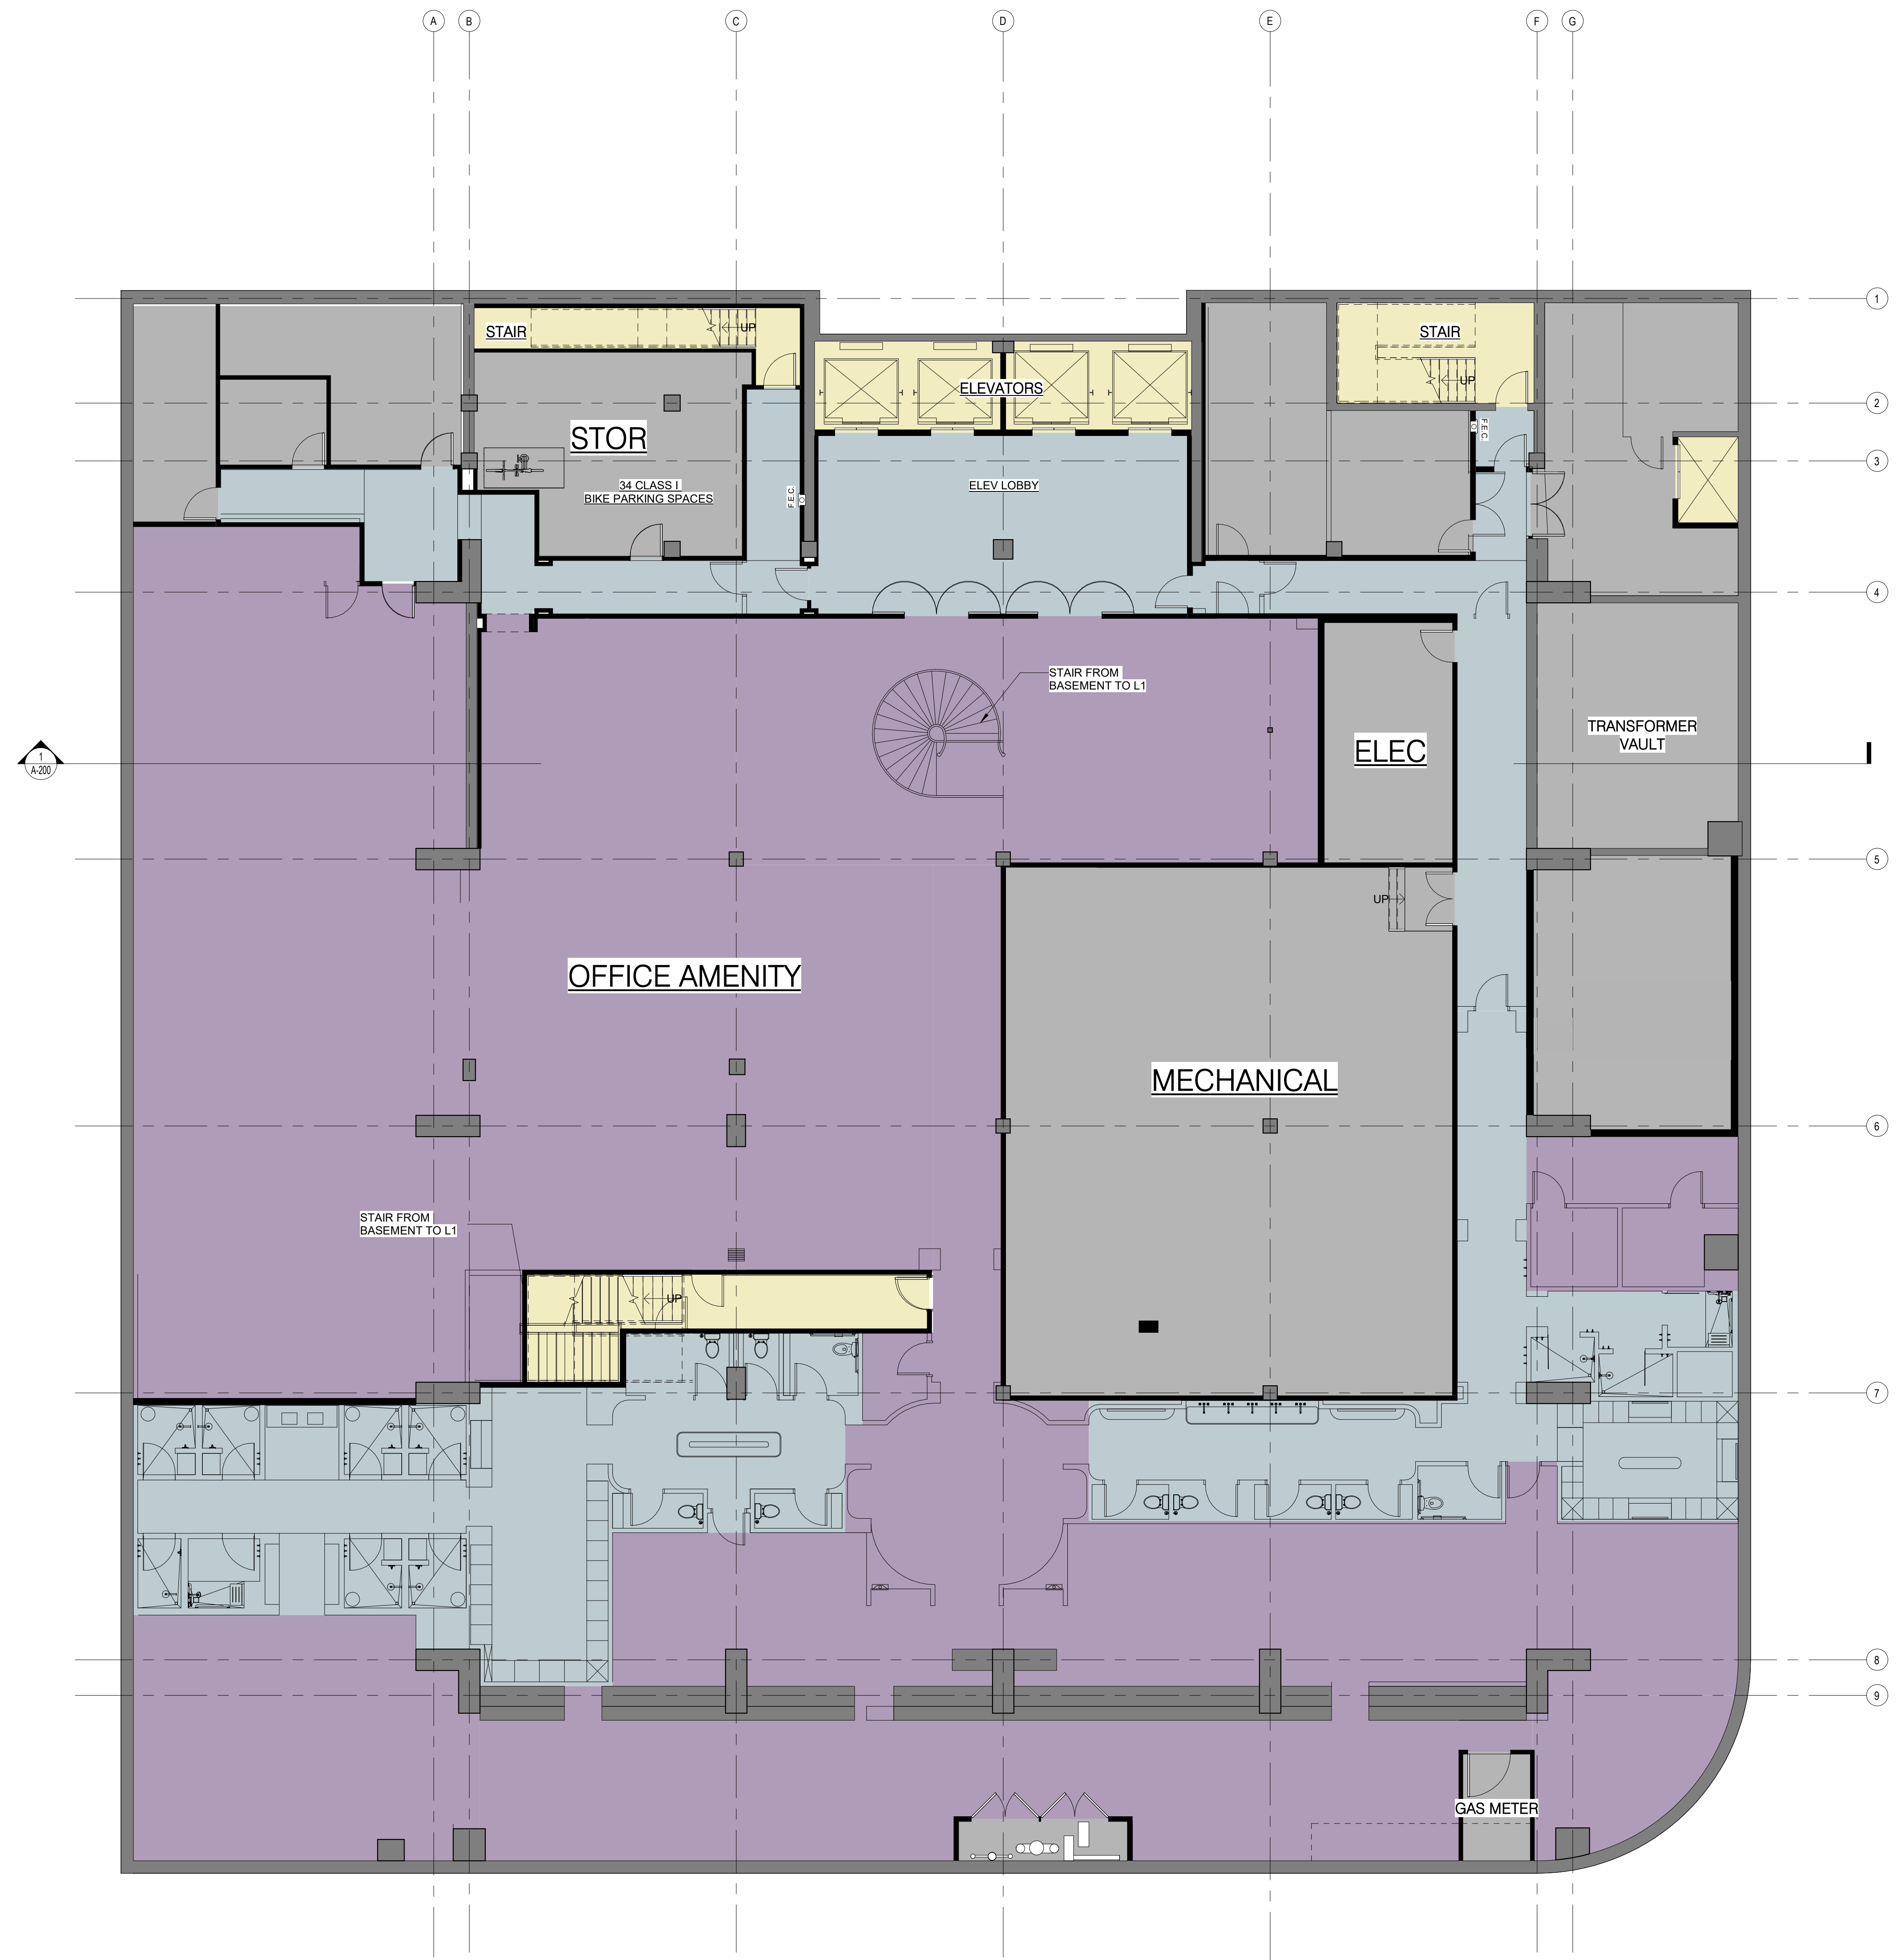 A B C D E F G
1
STAIR
UP
STAIR
UP
ELEVATORS
2
F.E.C.
STOR
3
34 CLASS I
BIKE PARKING SPACES
F.E.C.
ELEV LOBBY
4
STAIR FROM
BASEMENT TO L1
TRANSFORMER
VAULT
ELEC
1
A-200
5
UP
OFFICE AMENITY
MECHANICAL
6
STAIR FROM
BASEMENT TO L1
UP
7
8
9
GAS METER